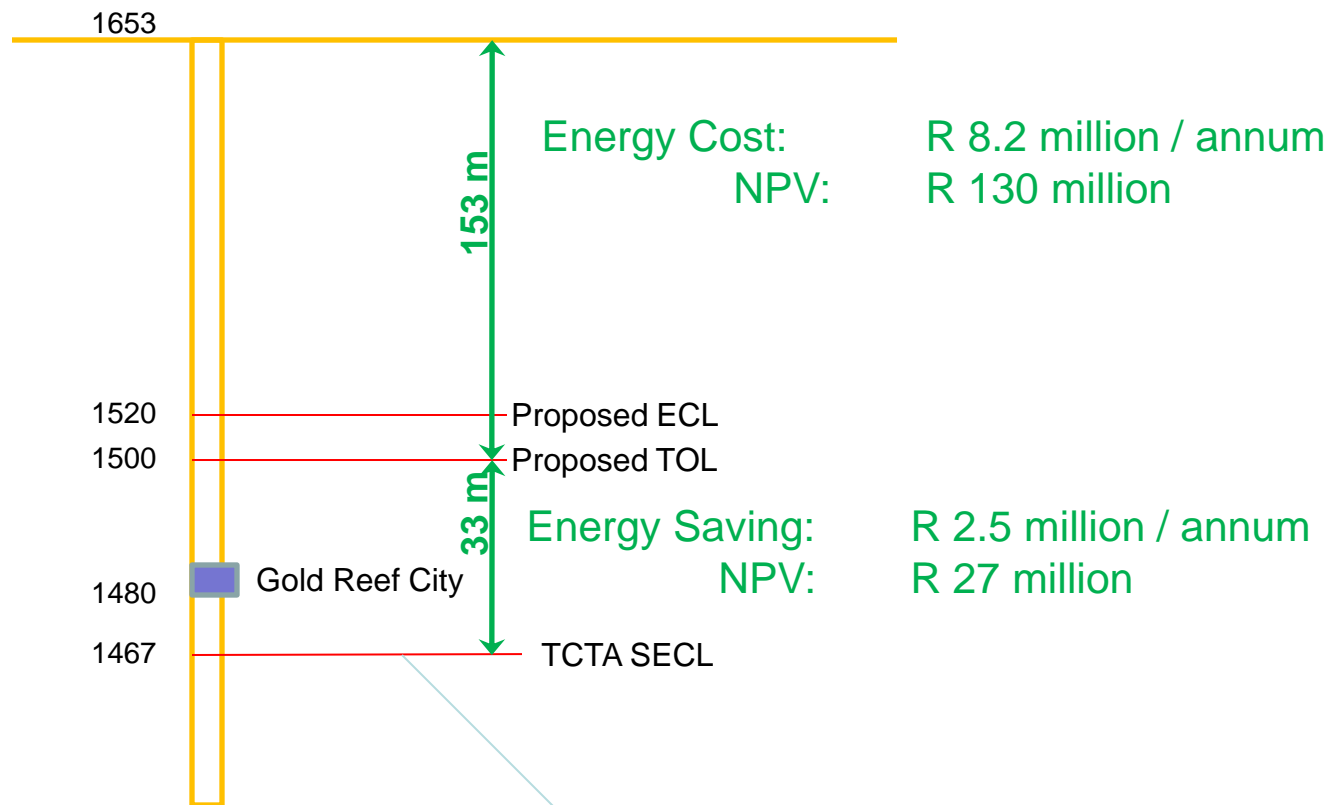 1653
Energy Cost: R 8.2 million / annum
NPV: R 130 million
153 m
1520 Proposed ECL
1500 Proposed TOL
33 m
Energy Saving: R 2.5 million / annum
NPV: R 27 million
Gold Reef City
1480
1467 TCTA SECL